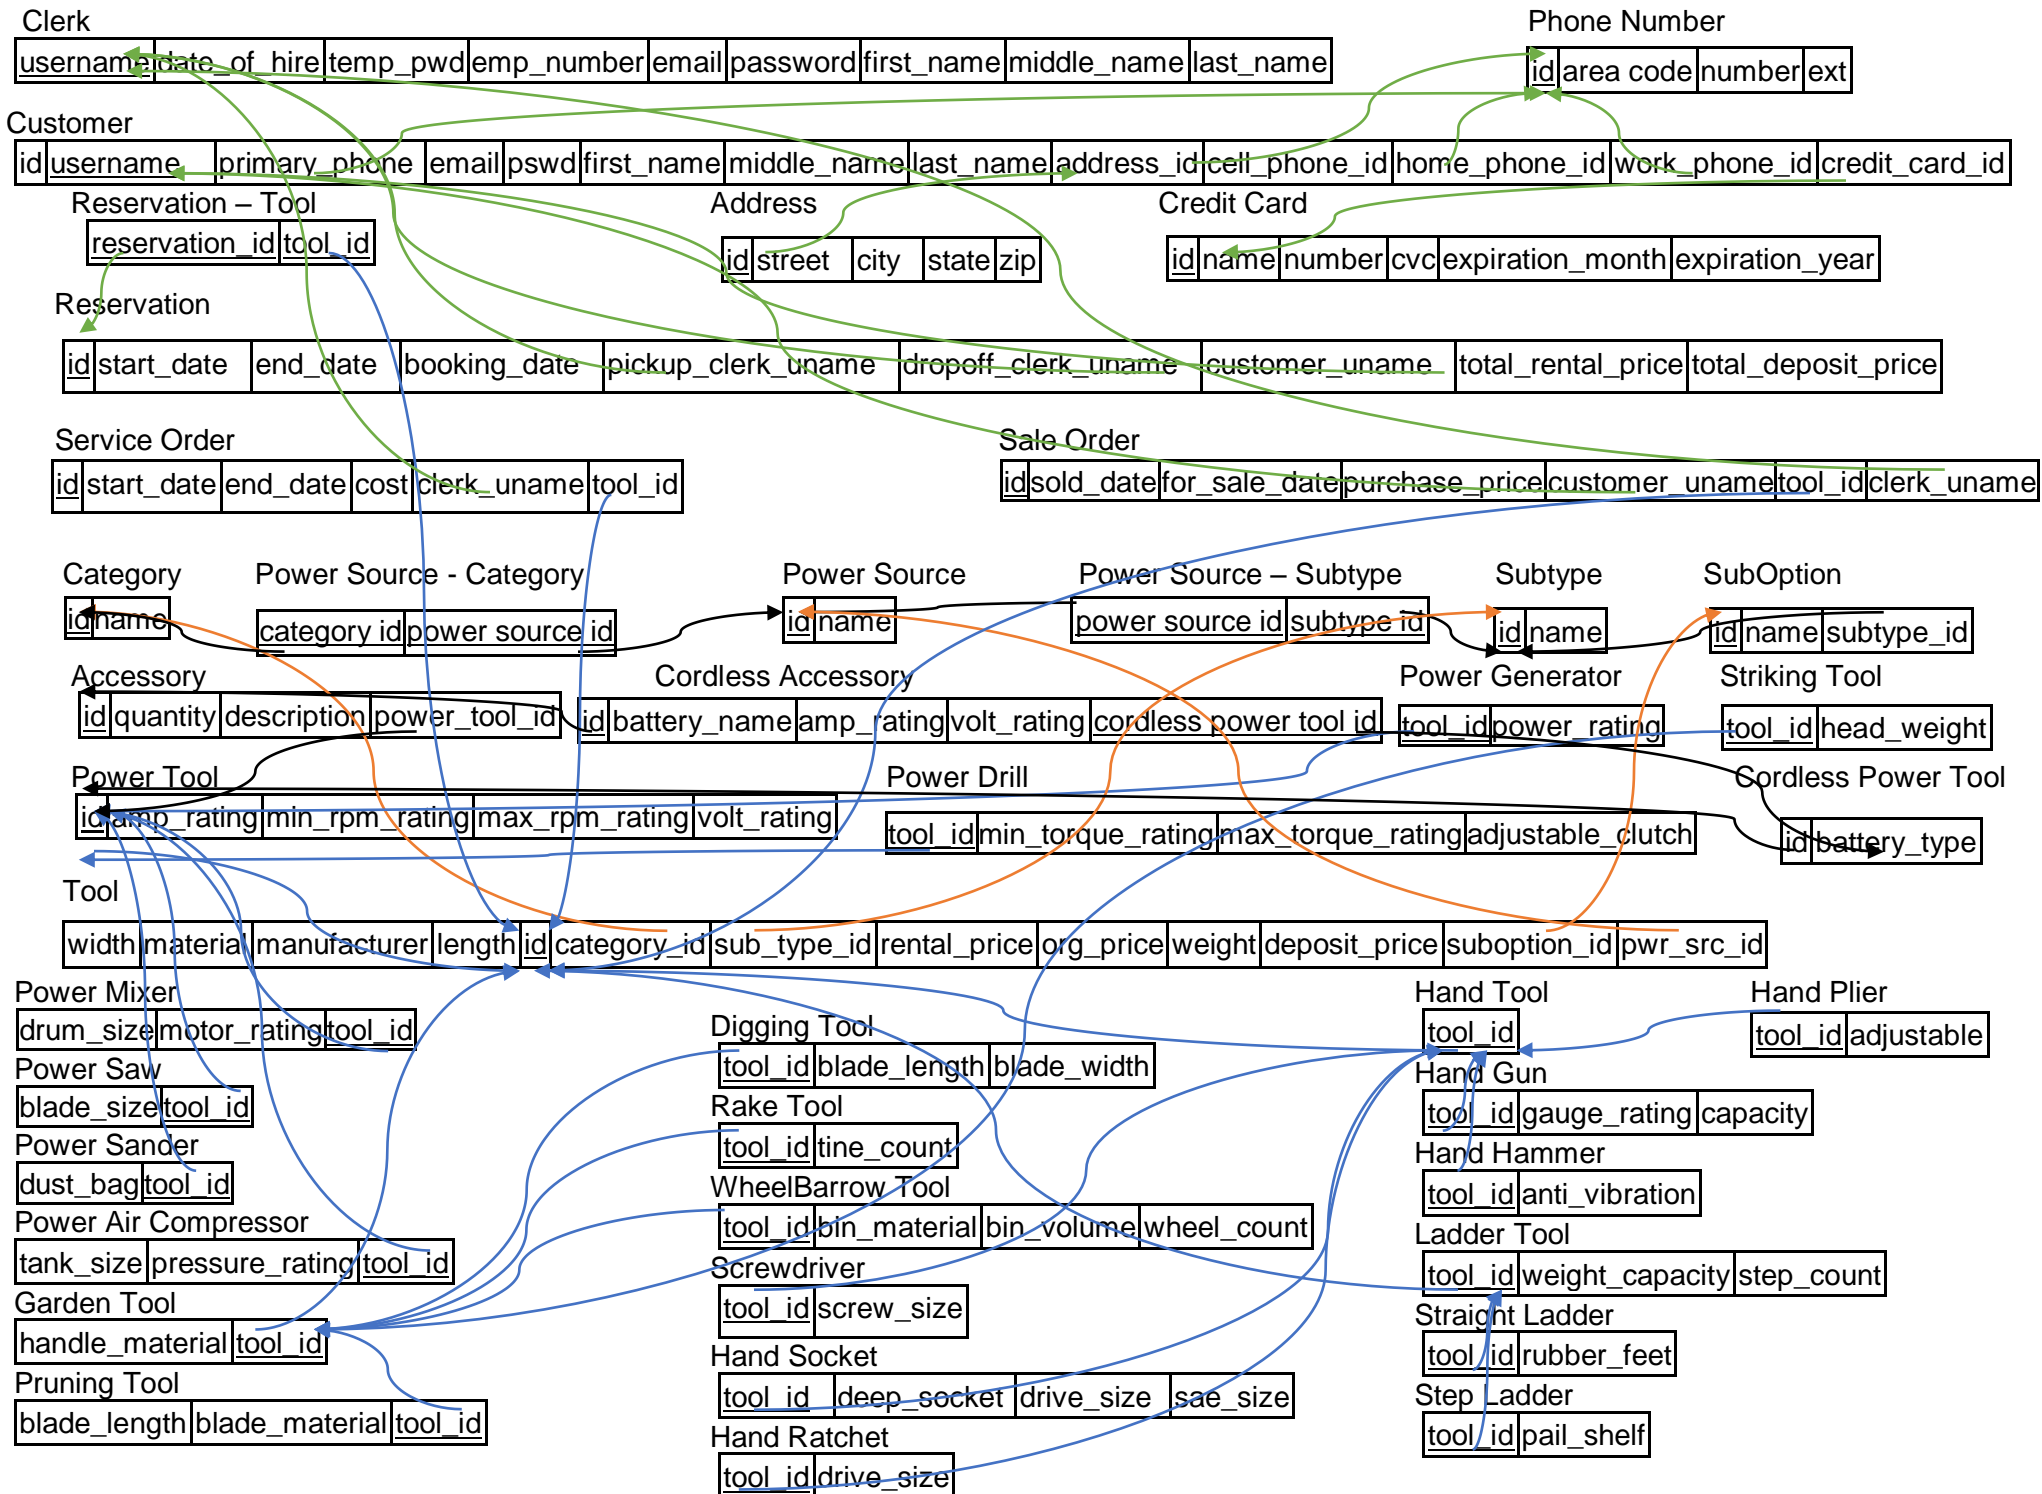 Clerk
Phone Number
username date_of_hire temp_pwd emp_number email password first_name middle_name last_name
id area code number ext
Customer
id username primary_phone email pswd first_name middle_name last_name address_id cell_phone_id home_phone_id work_phone_id credit_card_id
Reservation – Tool
Address
Credit Card
reservation_id tool_id
id street city state zip
id name number cvc expiration_month expiration_year
Reservation
id start_date end_date booking_date pickup_clerk_uname dropoff_clerk_uname customer_uname total_rental_price total_deposit_price
Service Order
Sale Order
id start_date end_date cost clerk_uname tool_id
id sold_date for_sale_date purchase_price customer_uname tool_id clerk_uname
Category
Power Source - Category
Power Source
Power Source – Subtype
Subtype
SubOption
id name
category id power source id
id name
power source id subtype id
id name
id name subtype_id
Accessory
Cordless Accessory
Power Generator
Striking Tool
id quantity description power_tool_id
id battery_name amp_rating volt_rating cordless power tool id
tool_id power_rating
tool_id head_weight
Power Tool
Power Drill
Cordless Power Tool
id amp_rating min_rpm_rating max_rpm_rating volt_rating
tool_id min_torque_rating max_torque_rating adjustable_clutch
id battery_type
Tool
width material manufacturer length id category_id sub_type_id rental_price org_price weight deposit_price suboption_id pwr_src_id
Power Mixer
drum_size motor_rating tool_id
Power Saw
blade_size tool_id
Power Sander
dust_bag tool_id
Power Air Compressor
tank_size pressure_rating tool_id
Garden Tool
handle_material tool_id
Pruning Tool
blade_length blade_material tool_id
Digging Tool
tool_id blade_length blade_width
Rake Tool
tool_id tine_count
WheelBarrow Tool
tool_id bin_material bin_volume wheel_count
Screwdriver
tool_id screw_size
Hand Socket
tool_id deep_socket drive_size sae_size
Hand Ratchet
tool_id drive_size
Hand Tool
tool_id
Hand Plier
tool_id adjustable
Hand Gun
tool_id gauge_rating capacity
Hand Hammer
tool_id anti_vibration
Ladder Tool
tool_id weight_capacity step_count
Straight Ladder
tool_id rubber_feet
Step Ladder
tool_id pail_shelf